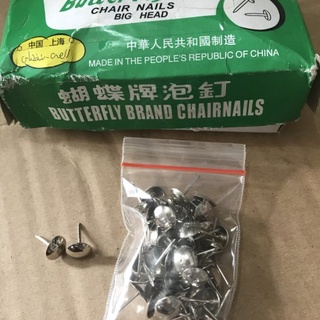 CHAIR NAILS
BIG HEAD
中国 上海
中華人民共和國制造
MADE IN THE PEOPLE'S REPUBLIC OF CHINA
蝴蝶牌泡釘
BUTTERFLY BRAND CHAIRNAILS